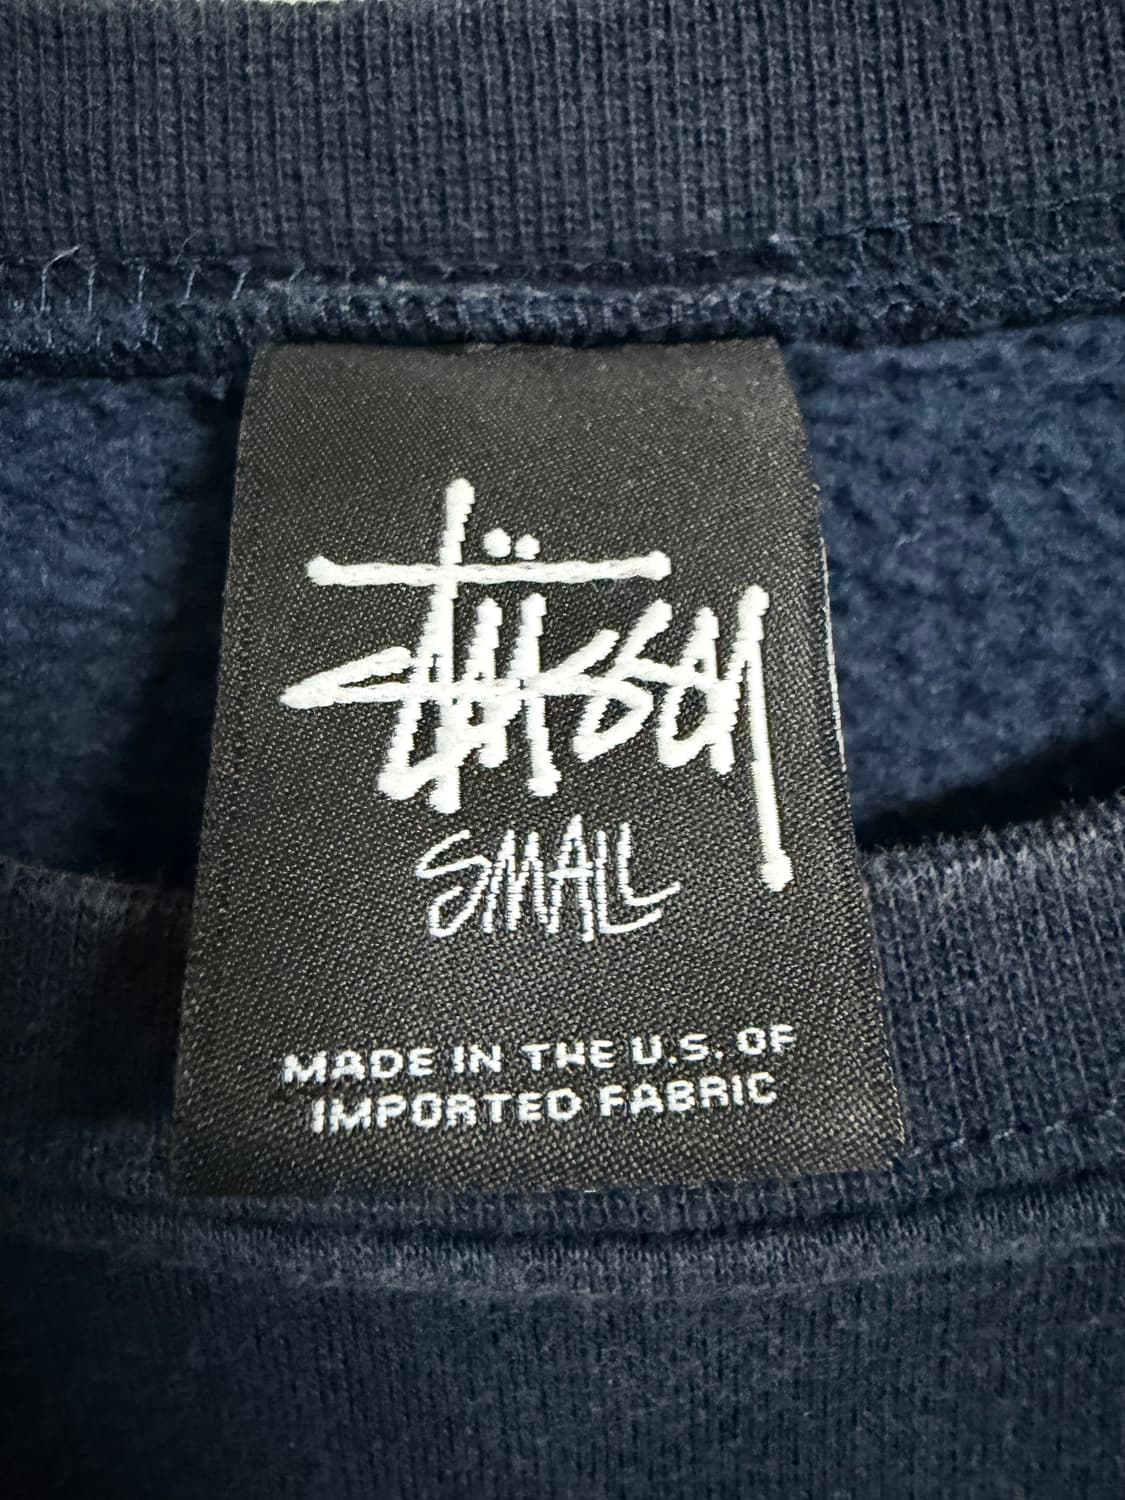 Stüssy
SMALL
MADE IN THE U.S. OF
IMPORTED FABRIC